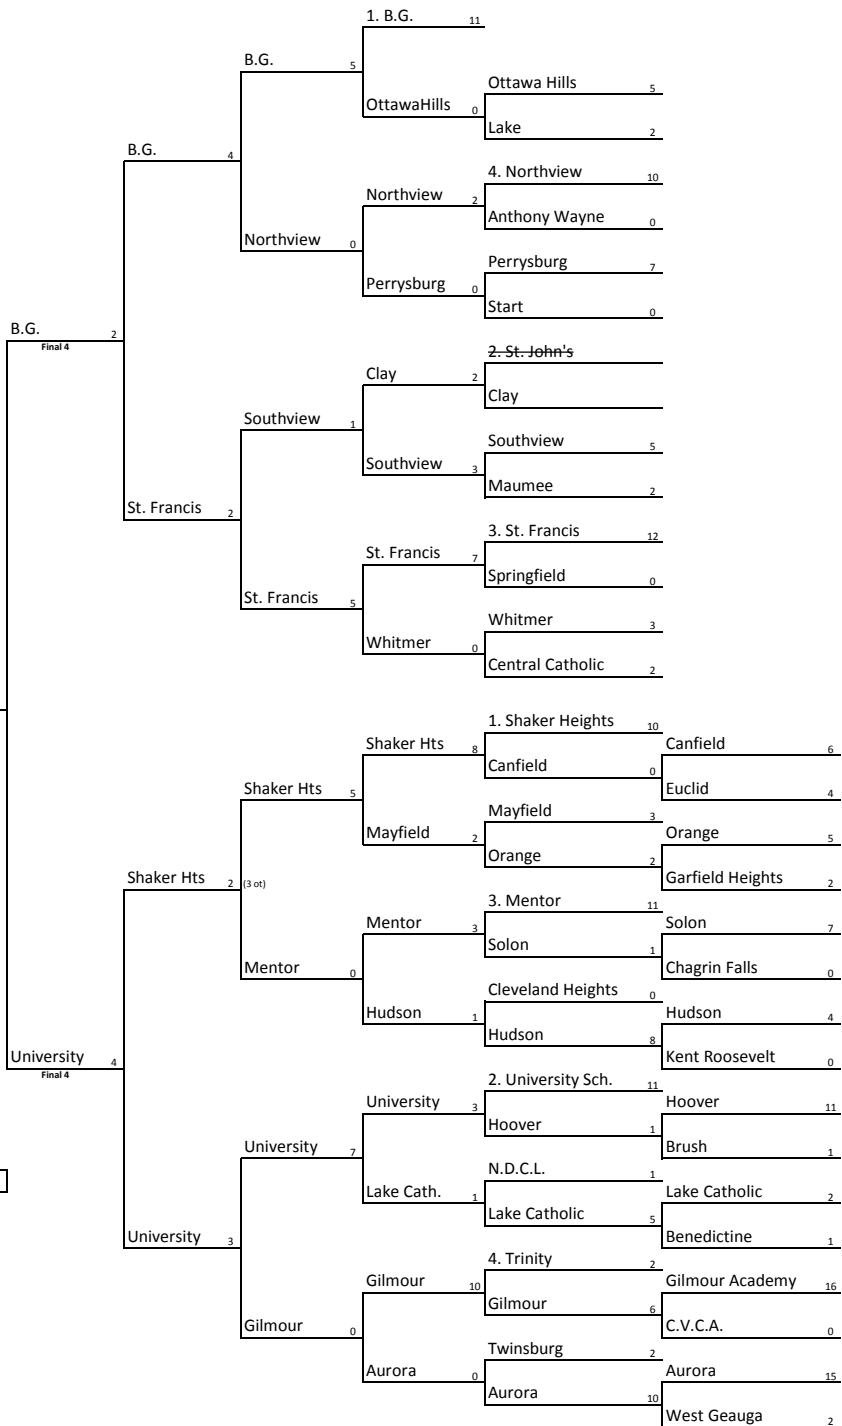 1. B.G. 11
B.G. 5
Ottawa Hills 5
OttawaHills 0
Lake 2
B.G. 4
4. Northview 10
Northview 2
Anthony Wayne 0
Northview 0
Perrysburg 7
Perrysburg 0
Start 0
B.G. 2
Final 4
2. St. John's
Clay 2
Clay
Southview 1
Southview 5
Southview 3
Maumee 2
St. Francis 2
3. St. Francis 12
St. Francis 7
Springfield 0
St. Francis 5
Whitmer 3
Whitmer 0
Central Catholic 2
1. Shaker Heights 10
Shaker Hts 8
Canfield 6
Canfield 0
Shaker Hts 5
Euclid 4
Mayfield 3
Mayfield 2
Orange 5
Orange 2
Shaker Hts 2 (3 ot)
Garfield Heights 2
3. Mentor 11
Mentor 3
Solon 7
Solon 1
Mentor 0
Chagrin Falls 0
Cleveland Heights 0
Hudson 1
Hudson 4
Hudson 8
University 4
Kent Roosevelt 0
Final 4
2. University Sch. 11
University 3
Hoover 11
Hoover 1
University 7
Brush 1
N.D.C.L. 1
Lake Cath. 1
Lake Catholic 2
Lake Catholic 5
University 3
Benedictine 1
4. Trinity 2
Gilmour 10
Gilmour Academy 16
Gilmour 6
Gilmour 0
C.V.C.A. 0
Twinsburg 2
Aurora 0
Aurora 15
Aurora 10
West Geauga 2